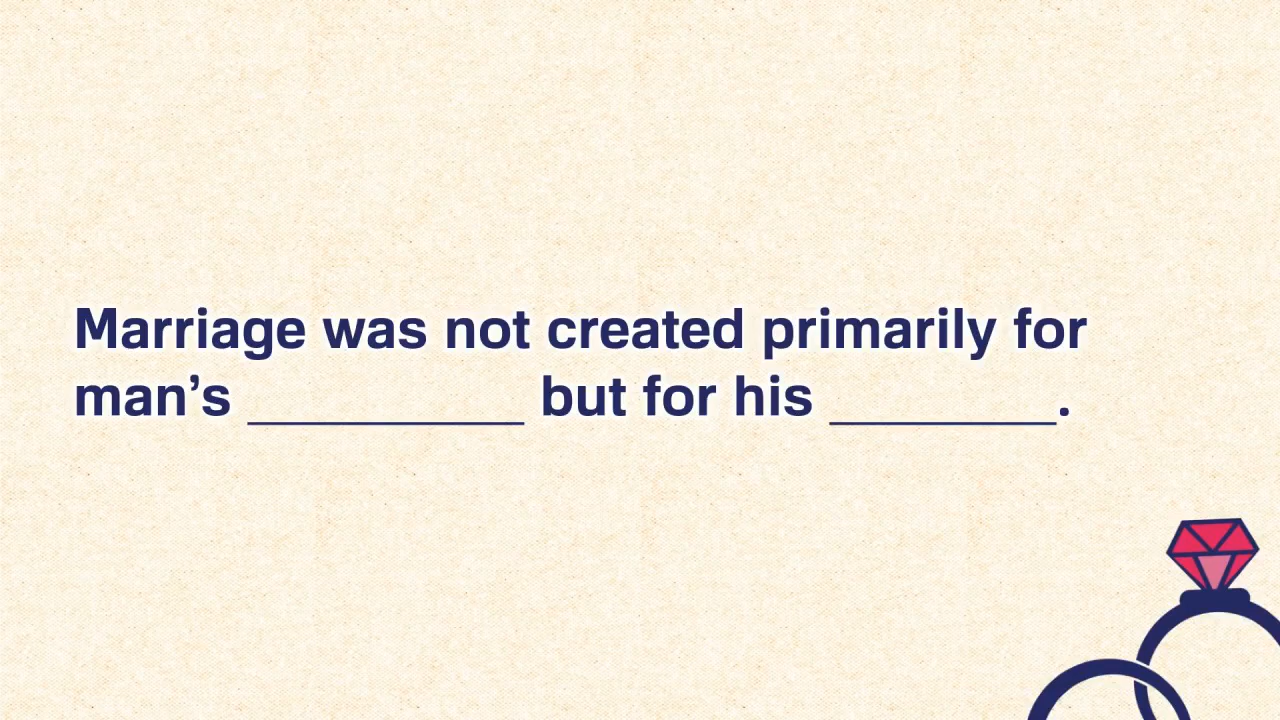 Marriage was not created primarily for
man’s __________ but for his ________.